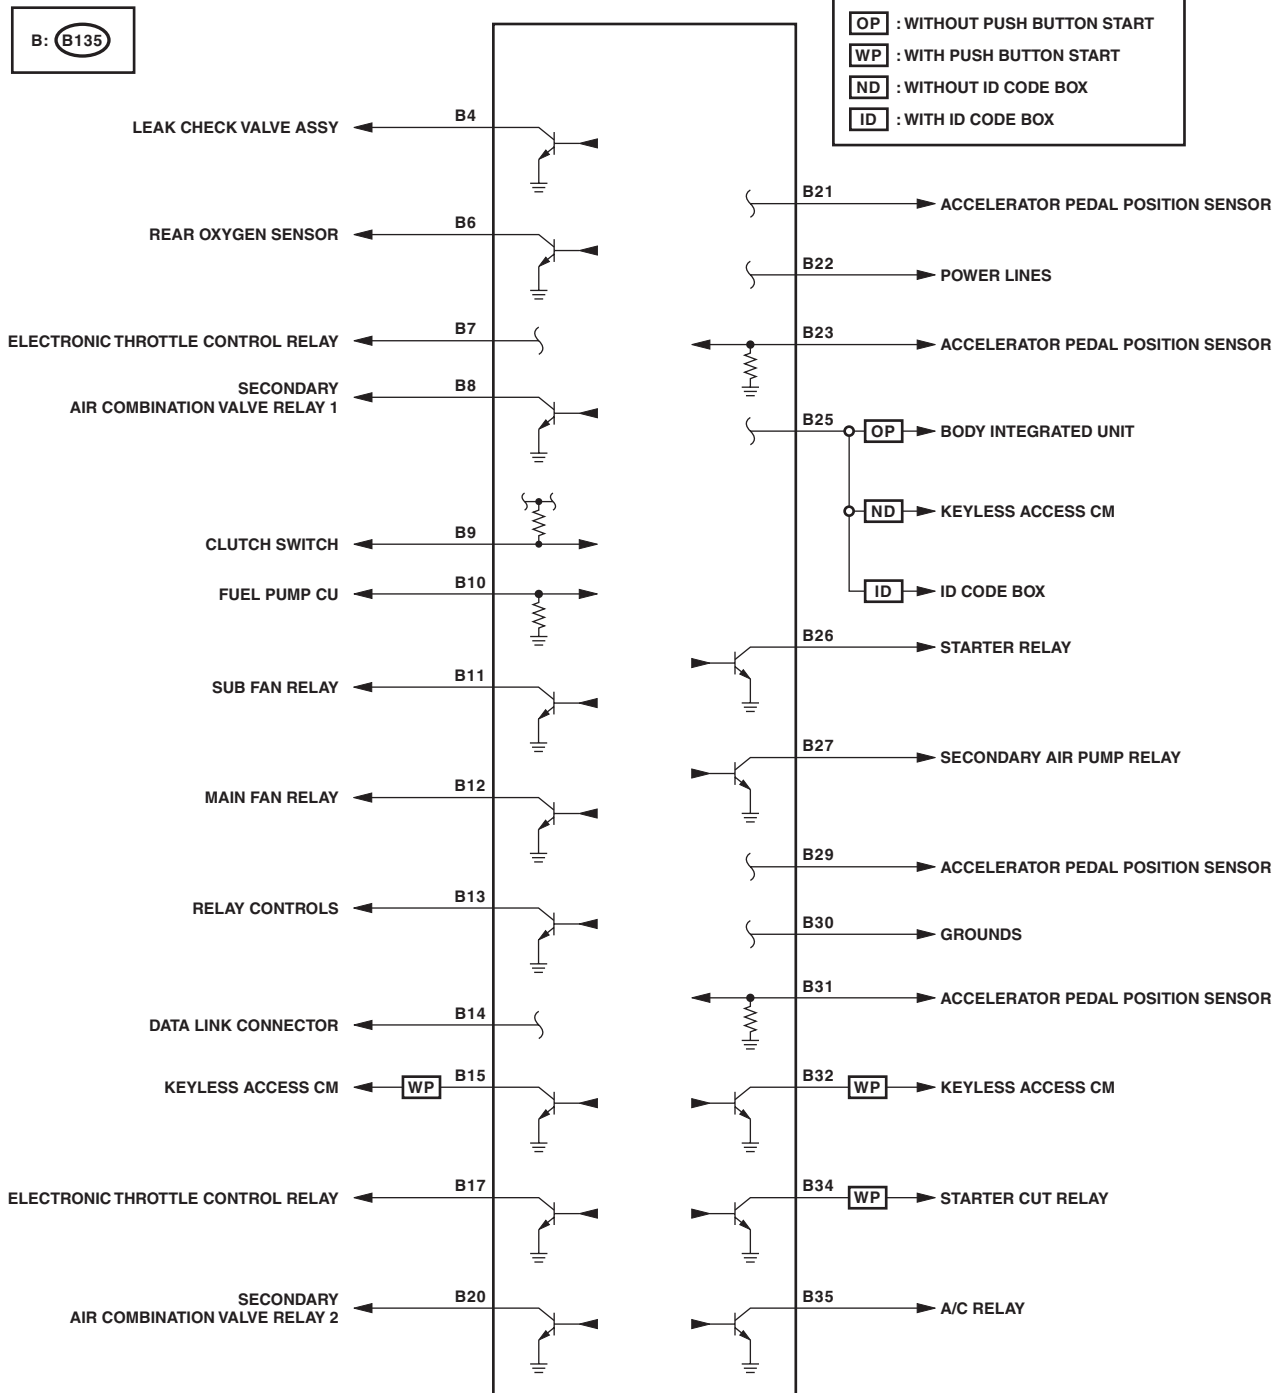 B: B135
OP : WITHOUT PUSH BUTTON START
WP : WITH PUSH BUTTON START
ND : WITHOUT ID CODE BOX
ID : WITH ID CODE BOX
LEAK CHECK VALVE ASSY B4
REAR OXYGEN SENSOR B6
ELECTRONIC THROTTLE CONTROL RELAY B7
SECONDARY
AIR COMBINATION VALVE RELAY 1 B8
CLUTCH SWITCH B9
FUEL PUMP CU B10
SUB FAN RELAY B11
MAIN FAN RELAY B12
RELAY CONTROLS B13
DATA LINK CONNECTOR B14
KEYLESS ACCESS CM WP B15
ELECTRONIC THROTTLE CONTROL RELAY B17
SECONDARY
AIR COMBINATION VALVE RELAY 2 B20
B21 ACCELERATOR PEDAL POSITION SENSOR
B22 POWER LINES
B23 ACCELERATOR PEDAL POSITION SENSOR
B25 OP BODY INTEGRATED UNIT
ND KEYLESS ACCESS CM
ID ID CODE BOX
B26 STARTER RELAY
B27 SECONDARY AIR PUMP RELAY
B29 ACCELERATOR PEDAL POSITION SENSOR
B30 GROUNDS
B31 ACCELERATOR PEDAL POSITION SENSOR
B32 WP KEYLESS ACCESS CM
B34 WP STARTER CUT RELAY
B35 A/C RELAY